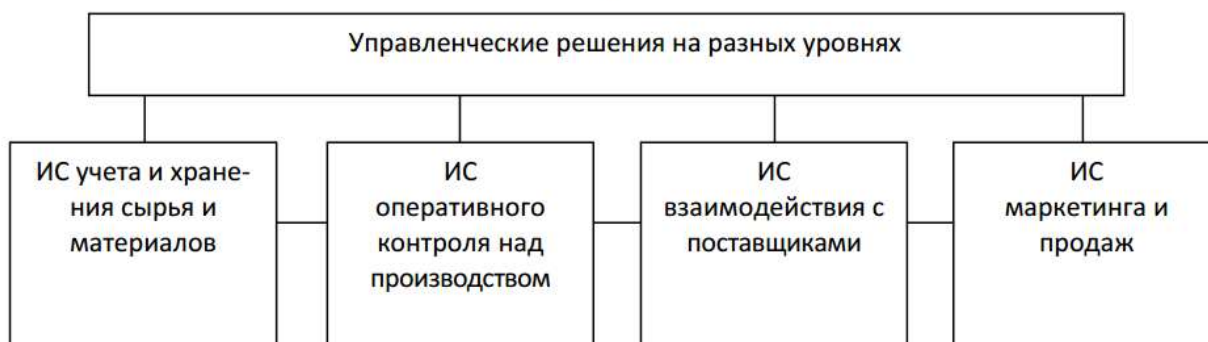 Управленческие решения на разных уровнях
ИС учета и хране-
ния сырья и
материалов
ИС
оперативного
контроля над
производством
ИС
взаимодействия с
поставщиками
ИС
маркетинга и
продаж